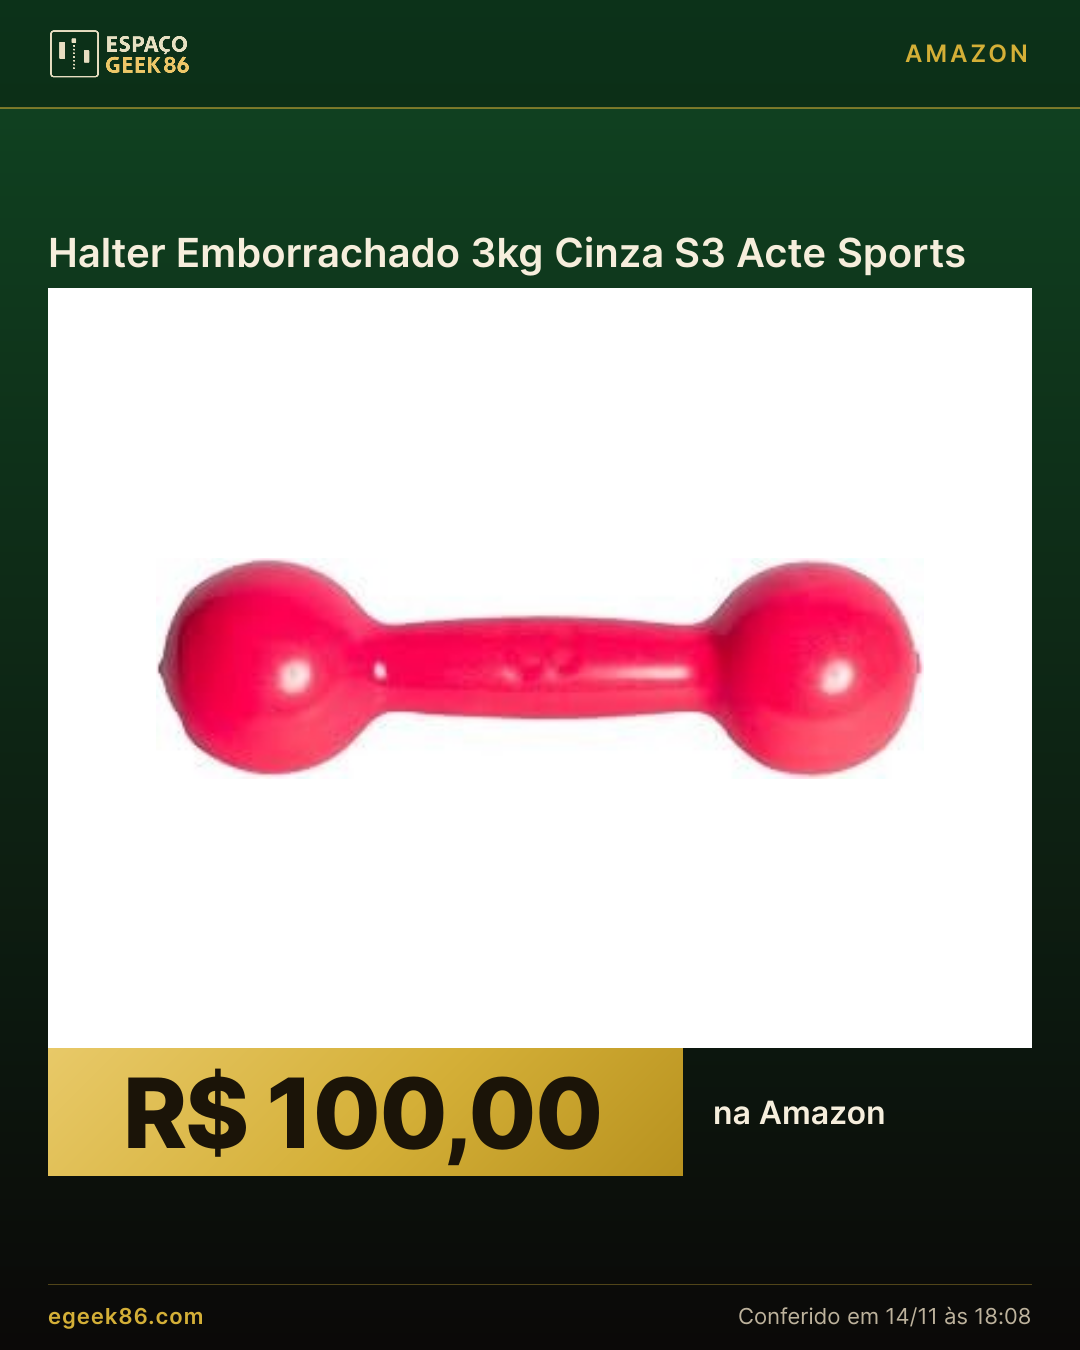 ESPAÇO
GEEK86
AMAZON
Halter Emborrachado 3kg Cinza S3 Acte Sports
R$ 100,00
na Amazon
egeek86.com
Conferido em 14/11 às 18:08